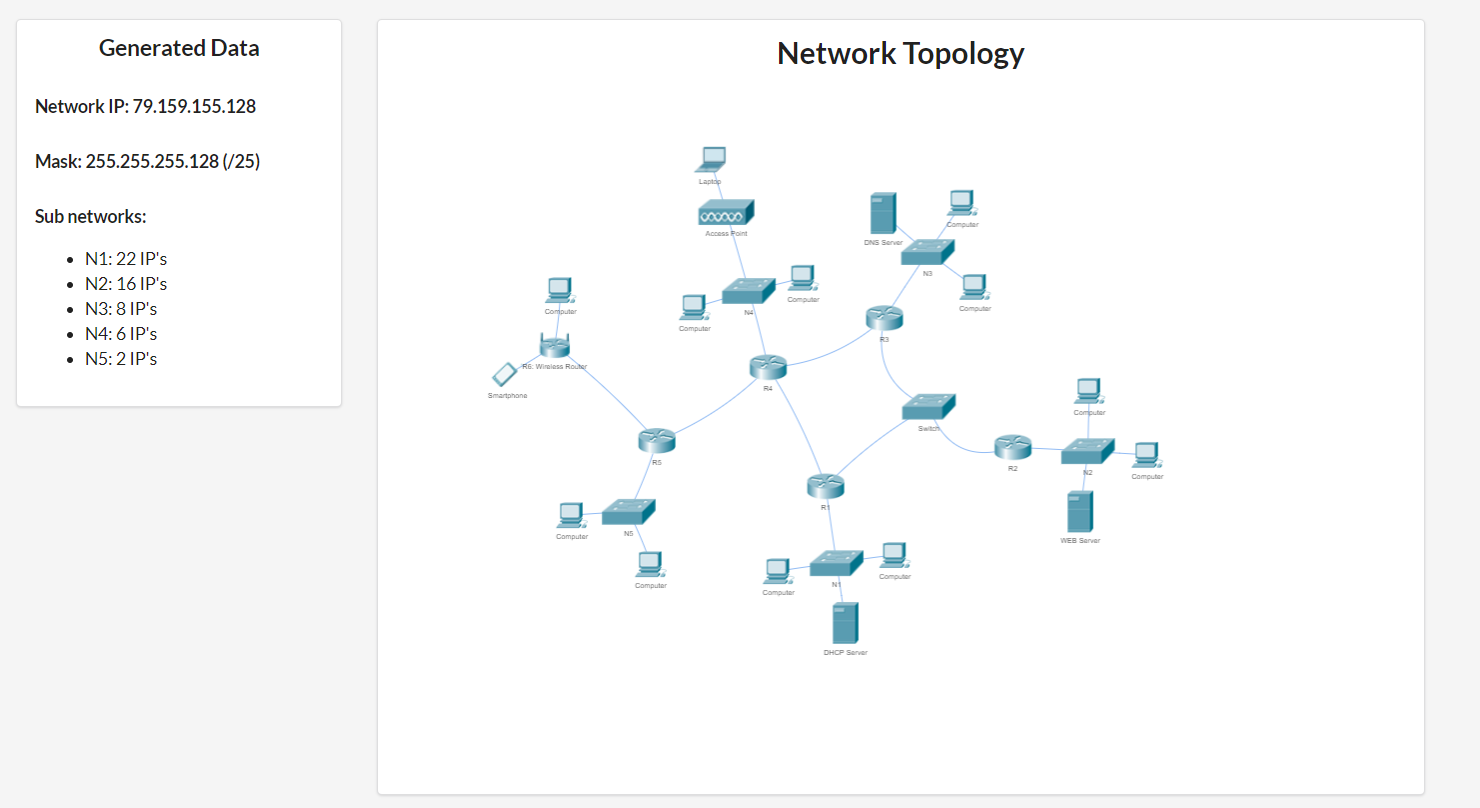 Generated Data
Network IP: 79.159.155.128
Mask: 255.255.255.128 (/25)
Sub networks:
N1: 22 IP's
N2: 16 IP's
N3: 8 IP's
N4: 6 IP's
N5: 2 IP's
Network Topology
Laptop
Access Point
DNS Server
Computer
N3
Computer
Computer
N4
Computer
Computer
R3
R6: Wireless Router
Smartphone
R4
Computer
Switch
R5
R2
N2
Computer
R1
N5
Computer
WEB Server
Computer
Computer
N1
Computer
Computer
DHCP Server